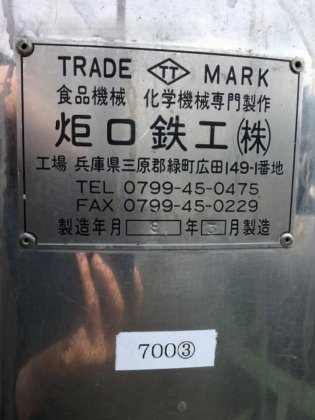 TRADE TT MARK
食品機械 化学機械専門製作
炬口鉄工㈱
工場 兵庫県三原郡緑町広田149-1番地
TEL 0799-45-0475
FAX 0799-45-0229
製造年月 8 年 月製造
700③